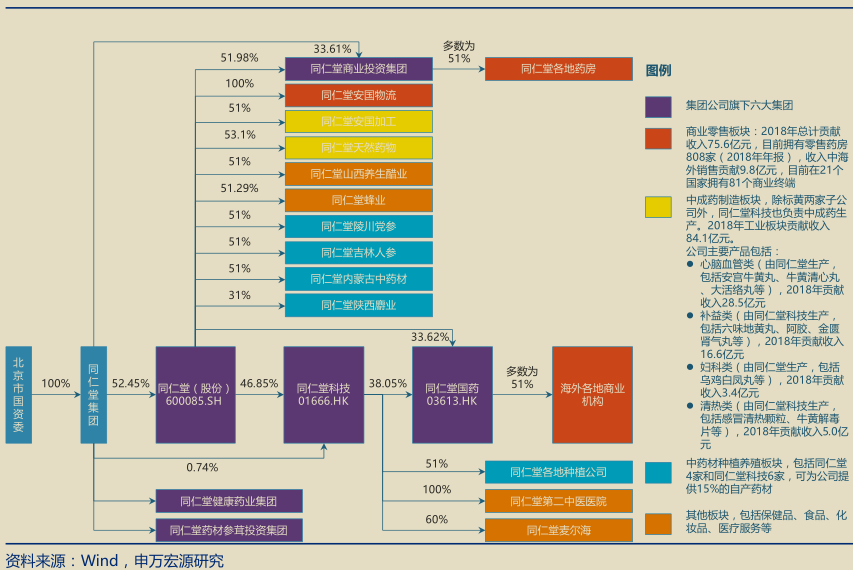 33.61%
多数为
51%
51.98%
同仁堂商业投资集团
同仁堂各地药房
100%
同仁堂安国物流
51%
同仁堂安国加工
53.1%
同仁堂天然药物
51%
同仁堂山西养生醋业
51.29%
同仁堂蜂业
51%
同仁堂陵川党参
51%
同仁堂吉林人参
51%
同仁堂内蒙古中药材
31%
同仁堂陕西麝业
33.62%
北京市国资委
100%
同仁堂集团
52.45%
同仁堂（股份）
600085.SH
46.85%
同仁堂科技
01666.HK
38.05%
同仁堂国药
03613.HK
多数为
51%
海外各地商业
机构
0.74%
51%
同仁堂各地种植公司
同仁堂健康药业集团
100%
同仁堂第二中医医院
同仁堂药材参茸投资集团
60%
同仁堂麦尔海
图例
集团公司旗下六大集团
商业零售板块：2018年总计贡献
收入75.6亿元，目前拥有零售药房
808家（2018年年报），收入中海
外销售贡献9.8亿元，目前在21个
国家拥有81个商业终端
中成药制造板块，除标黄两家子公
司外，同仁堂科技也负责中成药生
产。2018年工业板块贡献收入
84.1亿元。
公司主要产品包括：
● 心脑血管类（由同仁堂生产，
包括安宫牛黄丸、牛黄清心丸
、大活络丸等），2018年贡献
收入28.5亿元
● 补益类（由同仁堂科技生产，
包括六味地黄丸、阿胶、金匮
肾气丸等），2018年贡献收入
16.6亿元
● 妇科类（由同仁堂生产，包括
乌鸡白凤丸等），2018年贡献
收入3.4亿元
● 清热类（由同仁堂科技生产，
包括感冒清热颗粒、牛黄解毒
片等），2018年贡献收入5.0亿
元
中药材种植养殖板块，包括同仁堂
4家和同仁堂科技6家，可为公司提
供15%的自产药材
其他板块，包括保健品、食品、化
妆品、医疗服务等
资料来源：Wind，申万宏源研究